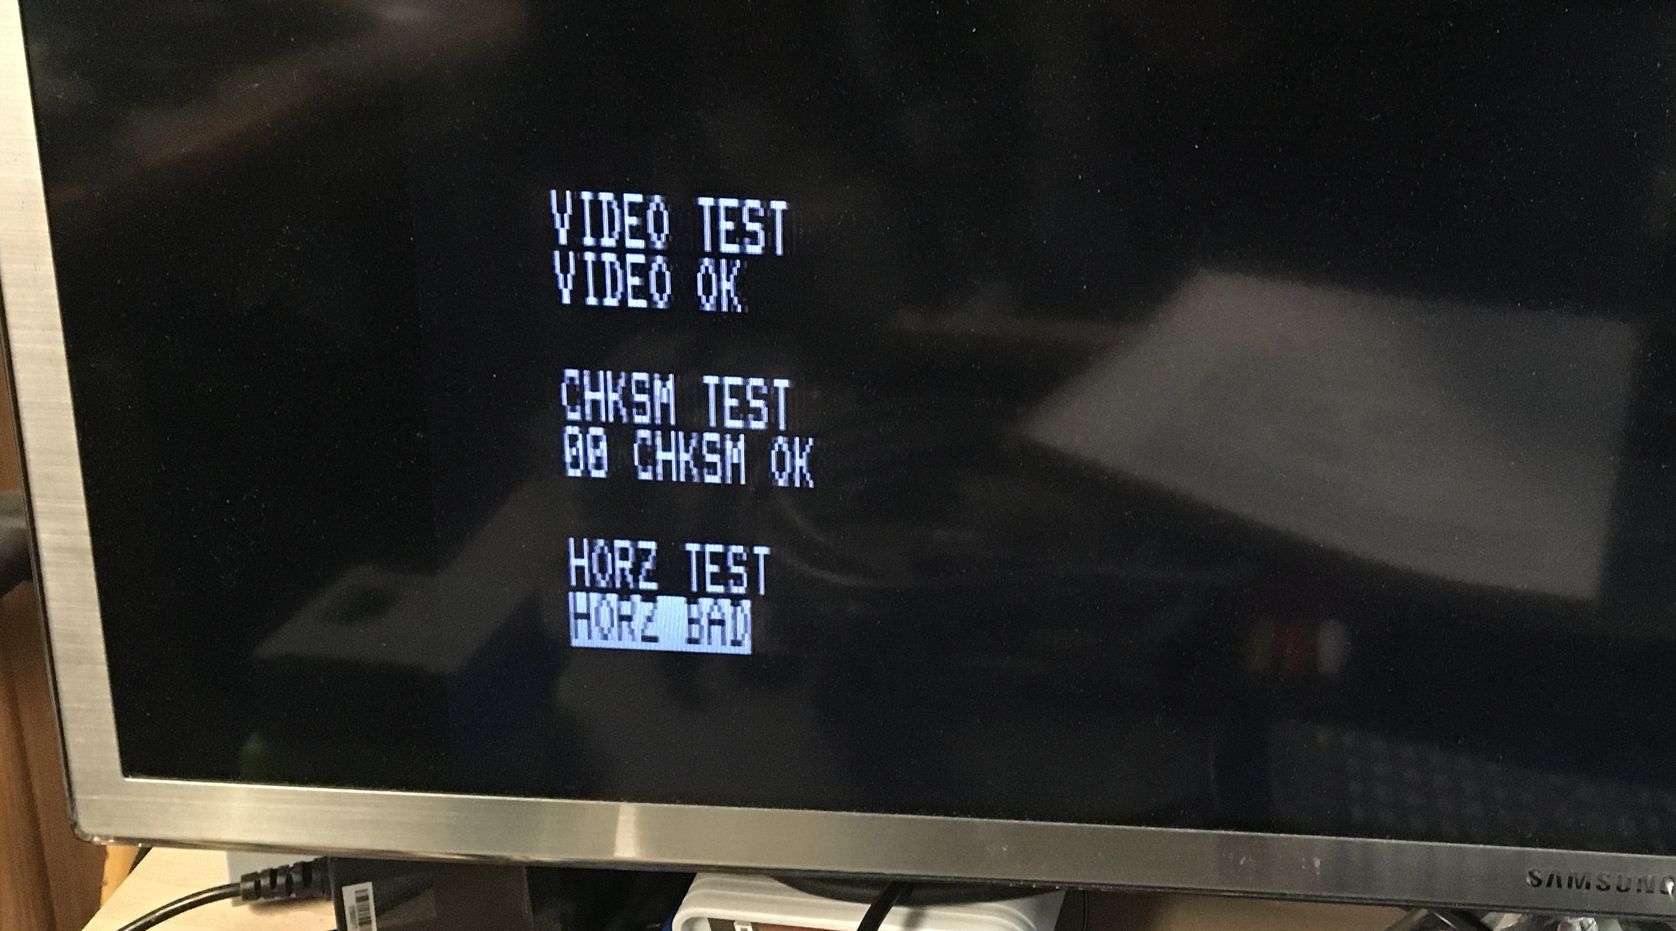 VIDEO TEST
VIDEO OK
CHKSM TEST
00 CHKSM OK
HORZ TEST
HORZ BAD
SAMSUNG